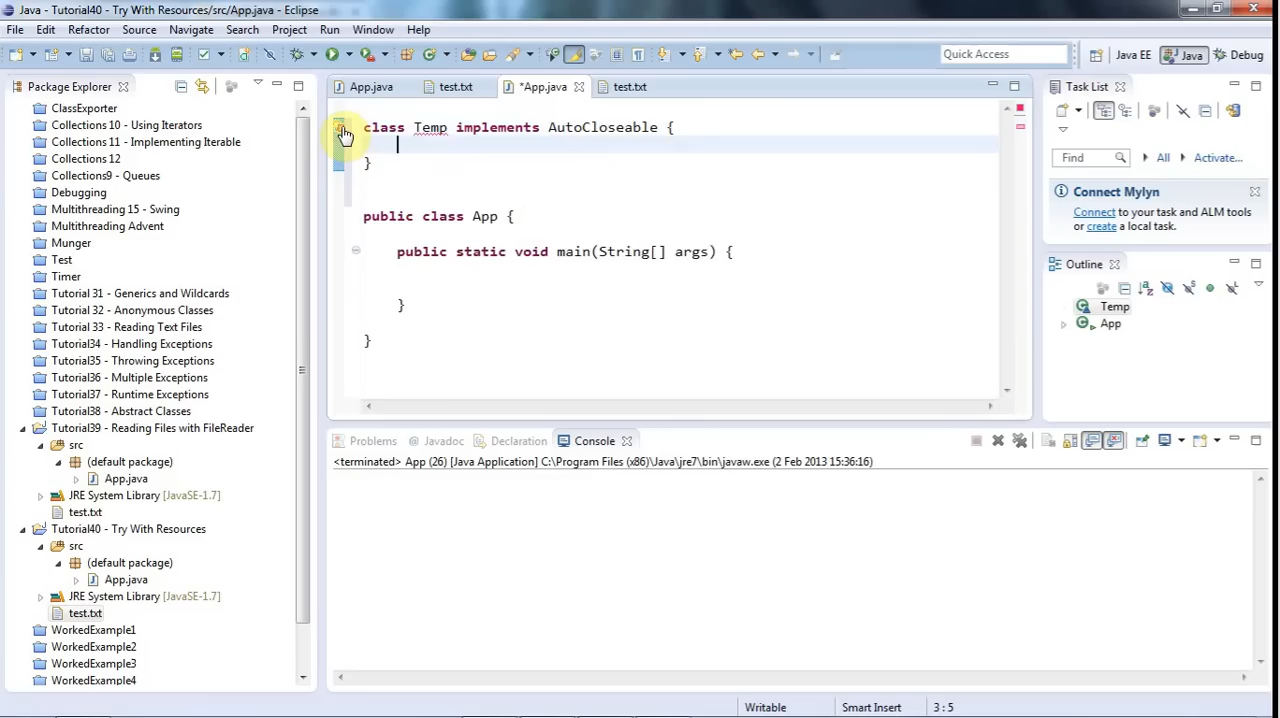 Java - Tutorial40 - Try With Resources/src/App.java - Eclipse
File Edit Refactor Source Navigate Search Project Run Window Help
Quick Access
Java EE
Java
Debug
Package Explorer
ClassExporter
Collections 10 - Using Iterators
Collections 11 - Implementing Iterable
Collections 12
Collections9 - Queues
Debugging
Multithreading 15 - Swing
Multithreading Advent
Munger
Test
Timer
Tutorial 31 - Generics and Wildcards
Tutorial 32 - Anonymous Classes
Tutorial 33 - Reading Text Files
Tutorial34 - Handling Exceptions
Tutorial35 - Throwing Exceptions
Tutorial36 - Multiple Exceptions
Tutorial37 - Runtime Exceptions
Tutorial38 - Abstract Classes
Tutorial39 - Reading Files with FileReader
src
(default package)
App.java
JRE System Library [JavaSE-1.7]
test.txt
Tutorial40 - Try With Resources
src
(default package)
App.java
JRE System Library [JavaSE-1.7]
test.txt
WorkedExample1
WorkedExample2
WorkedExample3
WorkedExample4
App.java
test.txt
*App.java
test.txt
class Temp implements AutoCloseable {
}
public class App {
public static void main(String[] args) {
}
}
Problems
Javadoc
Declaration
Console
<terminated> App (26) [Java Application] C:\Program Files (x86)\Java\jre7\bin\javaw.exe (2 Feb 2013 15:36:16)
Task List
Find
All
Activate...
Connect Mylyn
Connect to your task and ALM tools
or create a local task.
Outline
Temp
App
Writable
Smart Insert
3 : 5